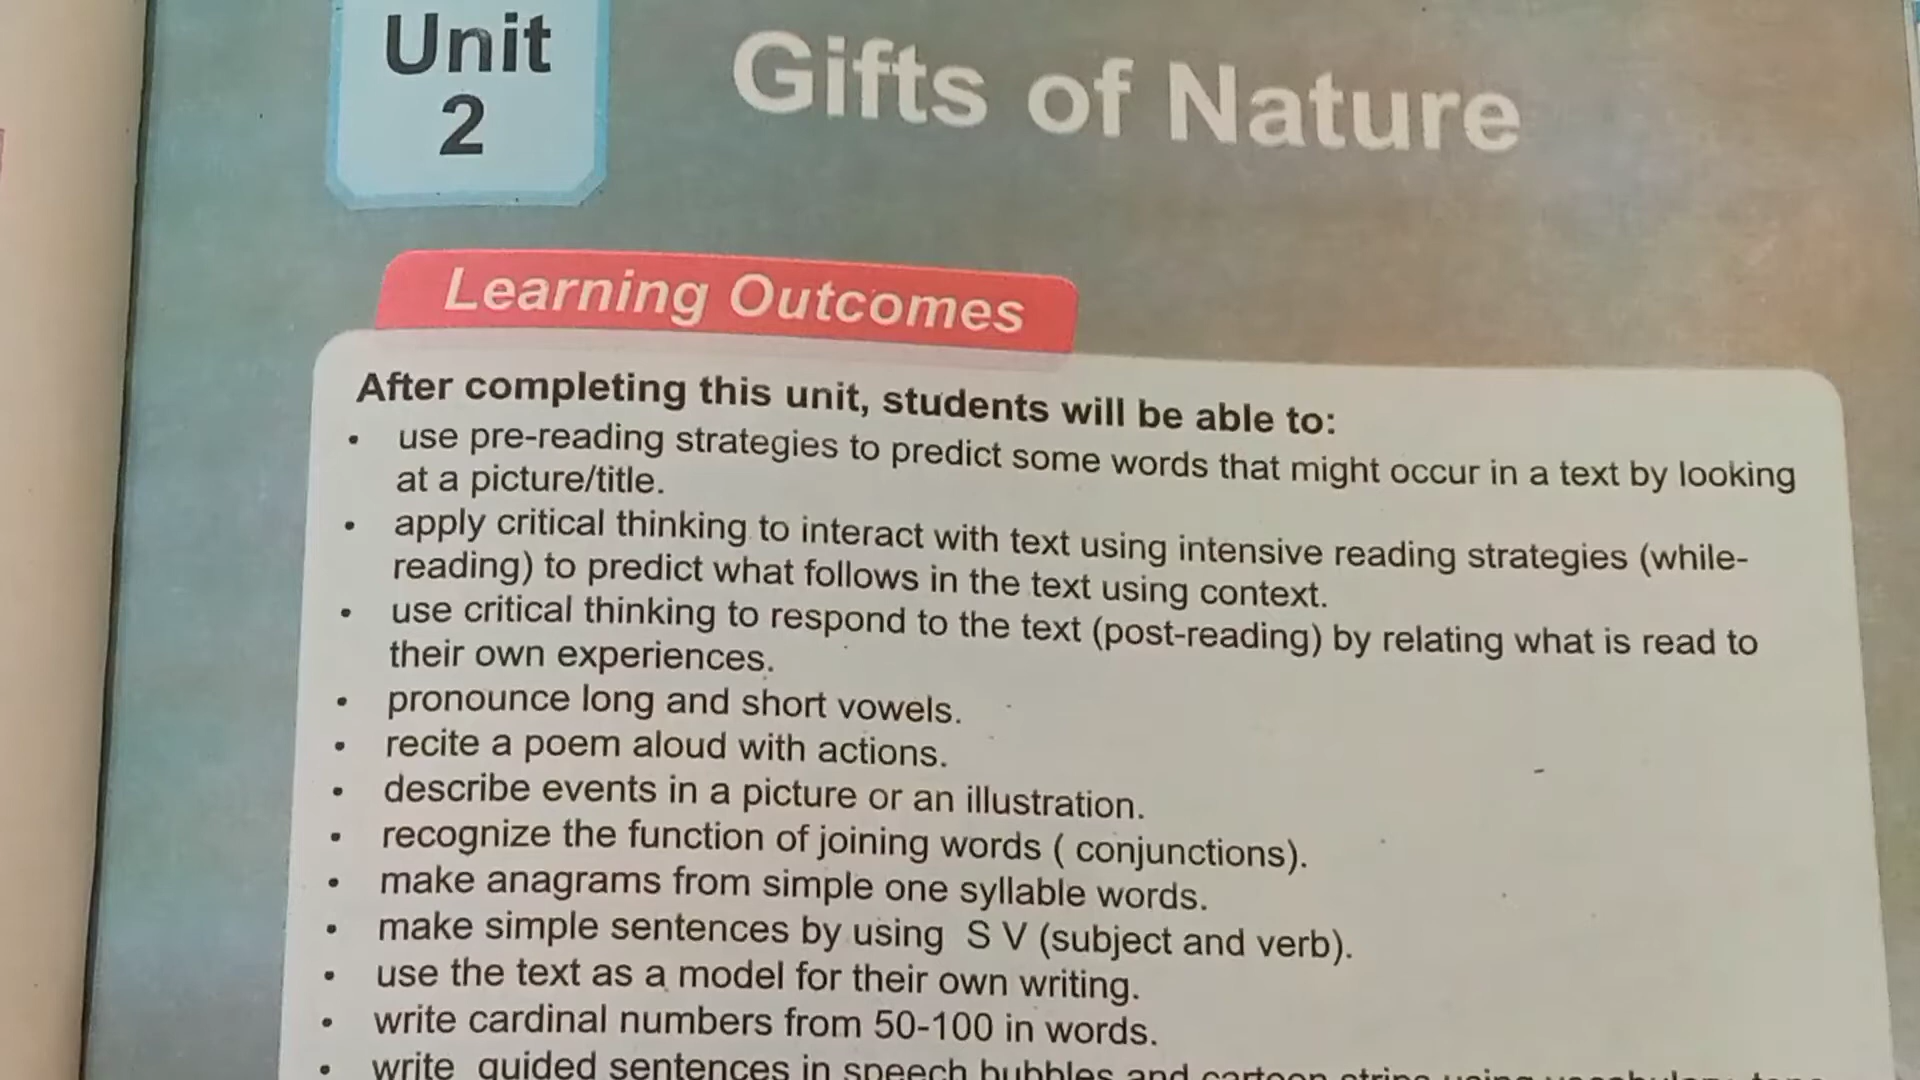 Unit
2
Gifts of Nature
Learning Outcomes
After completing this unit, students will be able to:
• use pre-reading strategies to predict some words that might occur in a text by looking
at a picture/title.
• apply critical thinking to interact with text using intensive reading strategies (while-
reading) to predict what follows in the text using context.
• use critical thinking to respond to the text (post-reading) by relating what is read to
their own experiences.
• pronounce long and short vowels.
• recite a poem aloud with actions.
• describe events in a picture or an illustration.
• recognize the function of joining words ( conjunctions).
• make anagrams from simple one syllable words.
• make simple sentences by using S V (subject and verb).
• use the text as a model for their own writing.
• write cardinal numbers from 50-100 in words.
• write guided sentences in speech bubbles and cartoon strips using vocabulary, tone